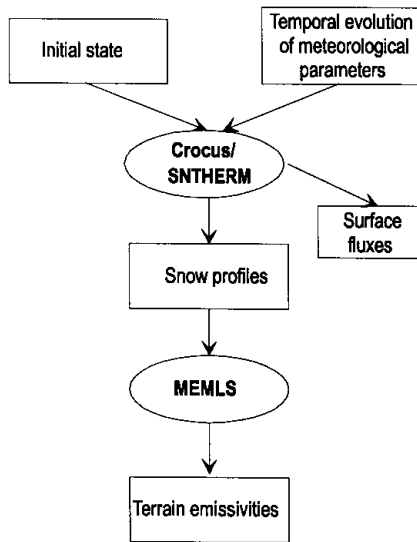 Initial state
Temporal evolution
of meteorological
parameters
Crocus/
SNTHERM
Surface
fluxes
Snow profiles
MEMLS
Terrain emissivities